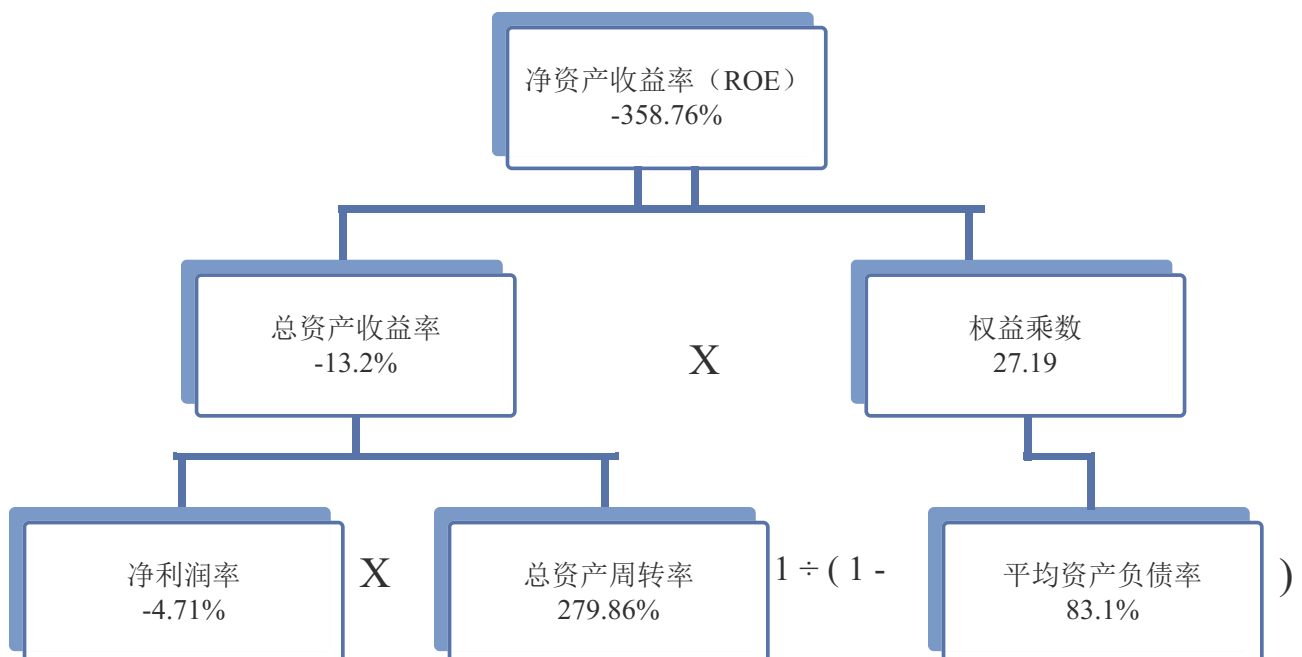 净资产收益率（ROE）
-358.76%
总资产收益率
-13.2%
X
权益乘数
27.19
净利润率
-4.71%
X
总资产周转率
279.86%
1 ÷ ( 1 -
平均资产负债率
83.1%
)